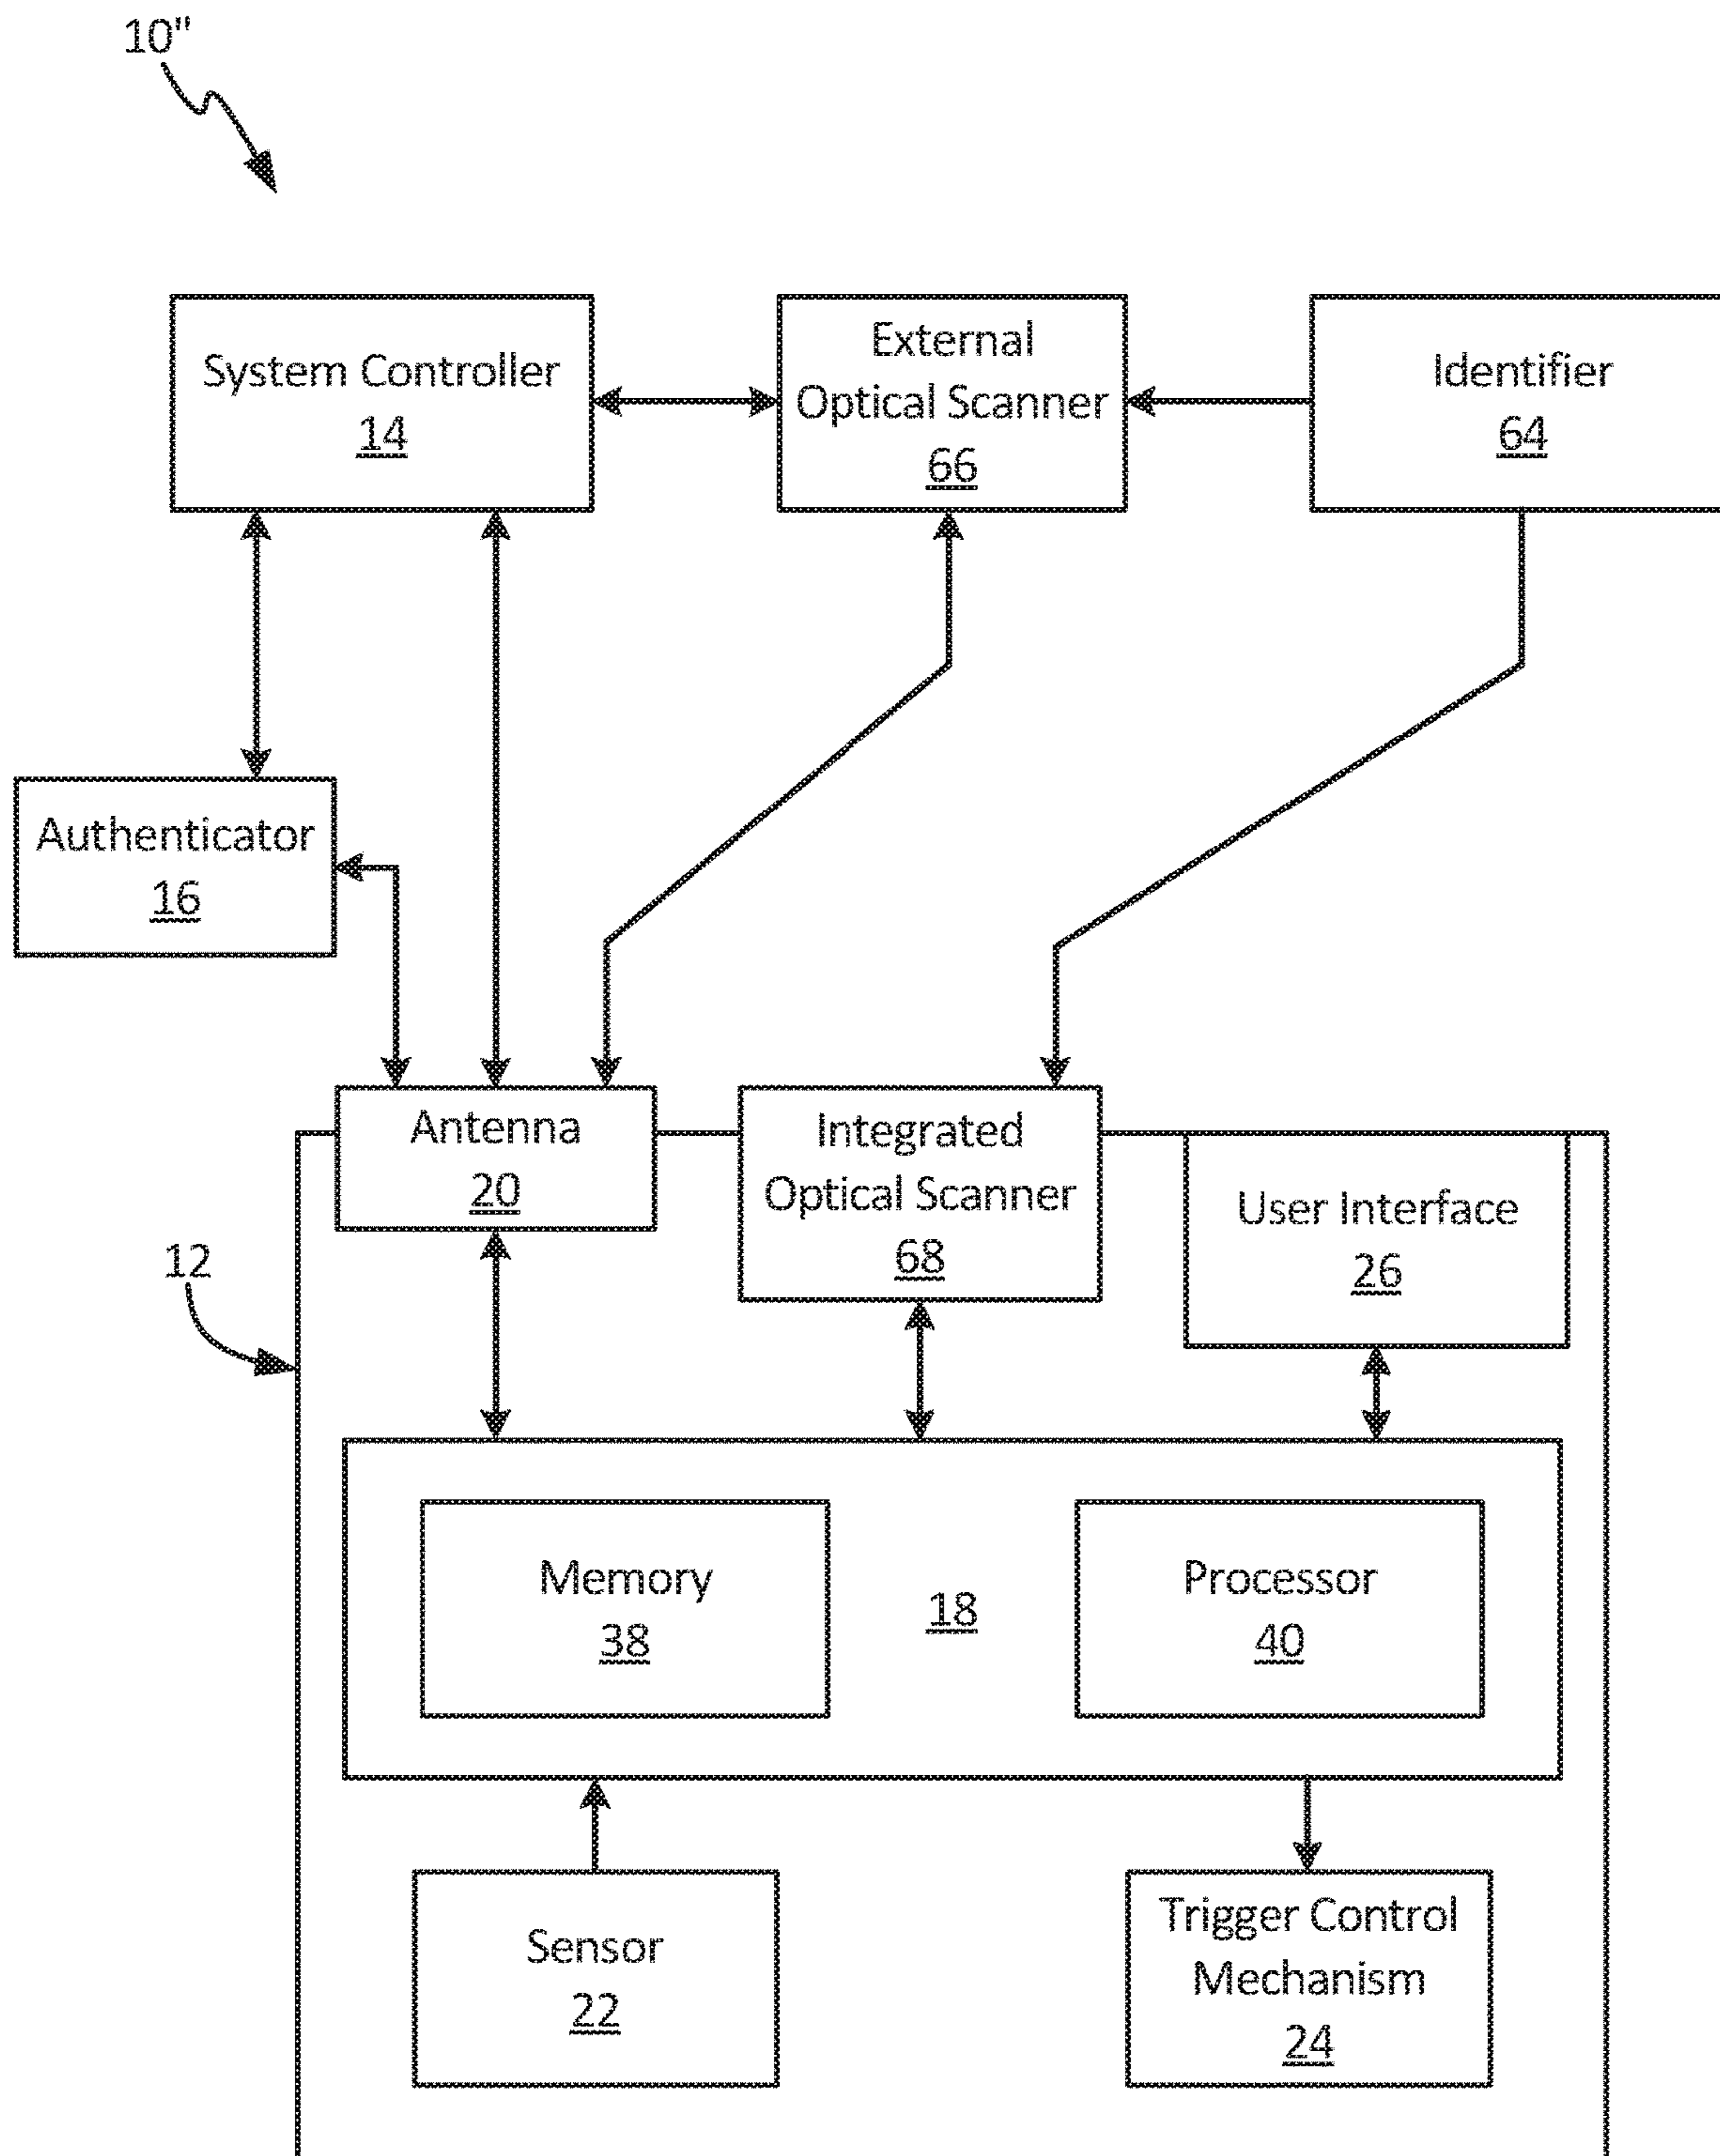 10"
System Controller
14
External
Optical Scanner
66
Identifier
64
Authenticator
16
Antenna
20
Integrated
Optical Scanner
68
User Interface
26
12
Memory
38
18
Processor
40
Sensor
22
Trigger Control
Mechanism
24